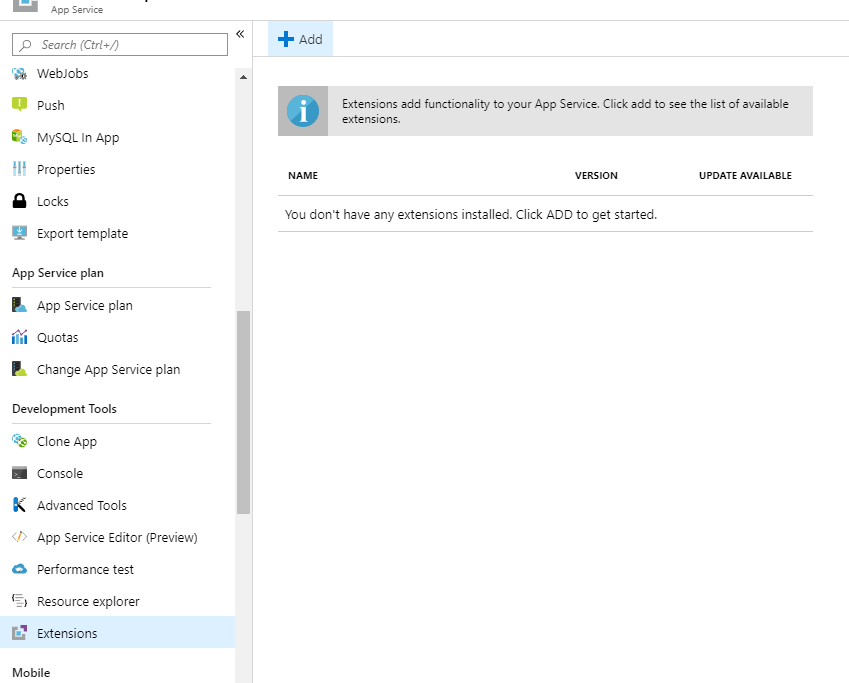 App Service
Search (Ctrl+/)
«
WebJobs
Push
MySQL In App
Properties
Locks
Export template
App Service plan
App Service plan
Quotas
Change App Service plan
Development Tools
Clone App
Console
Advanced Tools
App Service Editor (Preview)
Performance test
Resource explorer
Extensions
Mobile
Add
Extensions add functionality to your App Service. Click add to see the list of available
extensions.
NAME VERSION UPDATE AVAILABLE
You don't have any extensions installed. Click ADD to get started.